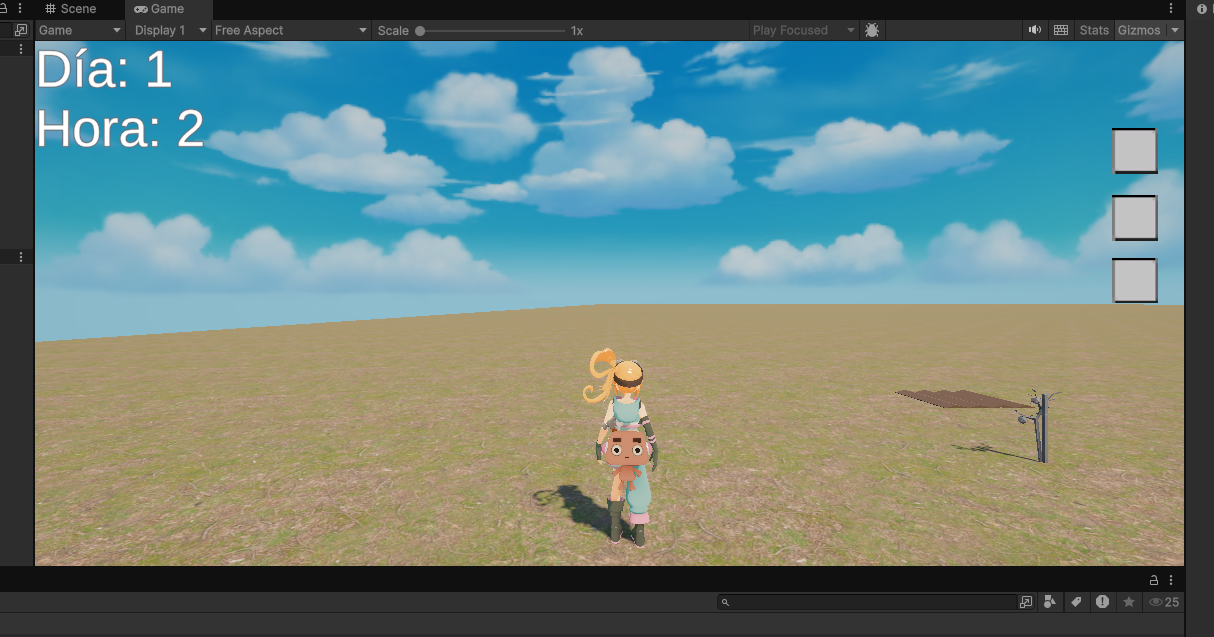 Scene
Game
Game
Display 1
Free Aspect
Scale
1x
Play Focused
Stats
Gizmos
Día: 1
Hora: 2
25